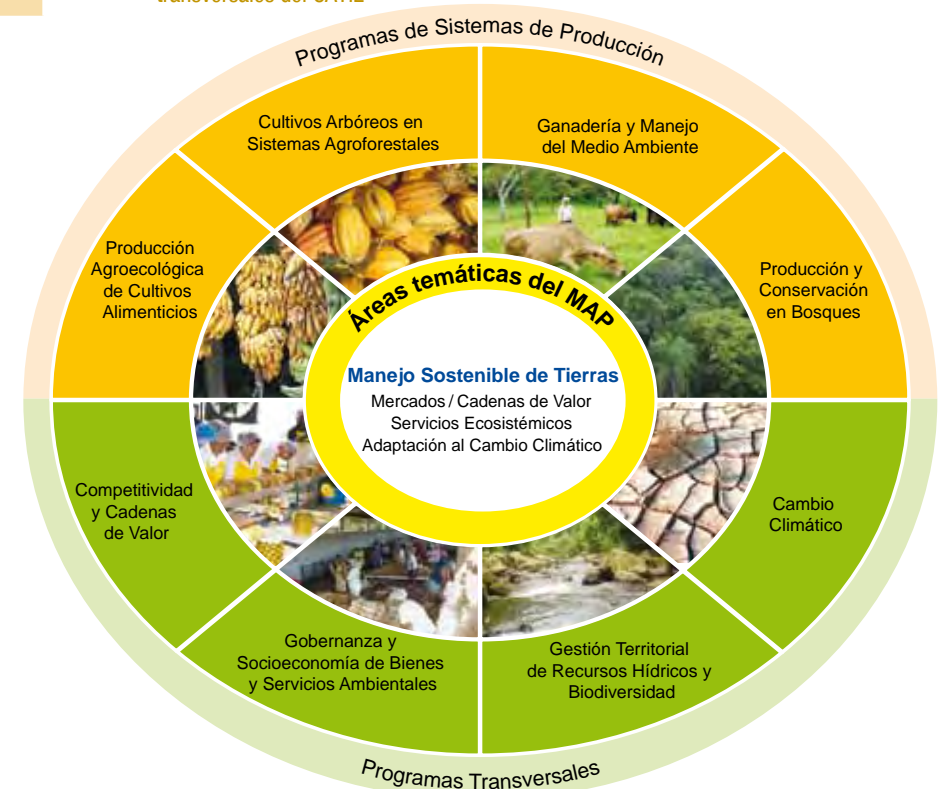 transversales del CATIE
Programas de Sistemas de Producción
Cultivos Arbóreos en
Sistemas Agroforestales
Ganadería y Manejo
del Medio Ambiente
Producción
Agroecológica
de Cultivos
Alimenticios
Producción y
Conservación
en Bosques
Áreas temáticas del MAP
Manejo Sostenible de Tierras
Mercados / Cadenas de Valor
Servicios Ecosistémicos
Adaptación al Cambio Climático
Competitividad
y Cadenas
de Valor
Cambio
Climático
Gobernanza y
Socioeconomía de Bienes
y Servicios Ambientales
Gestión Territorial
de Recursos Hídricos y
Biodiversidad
Programas Transversales